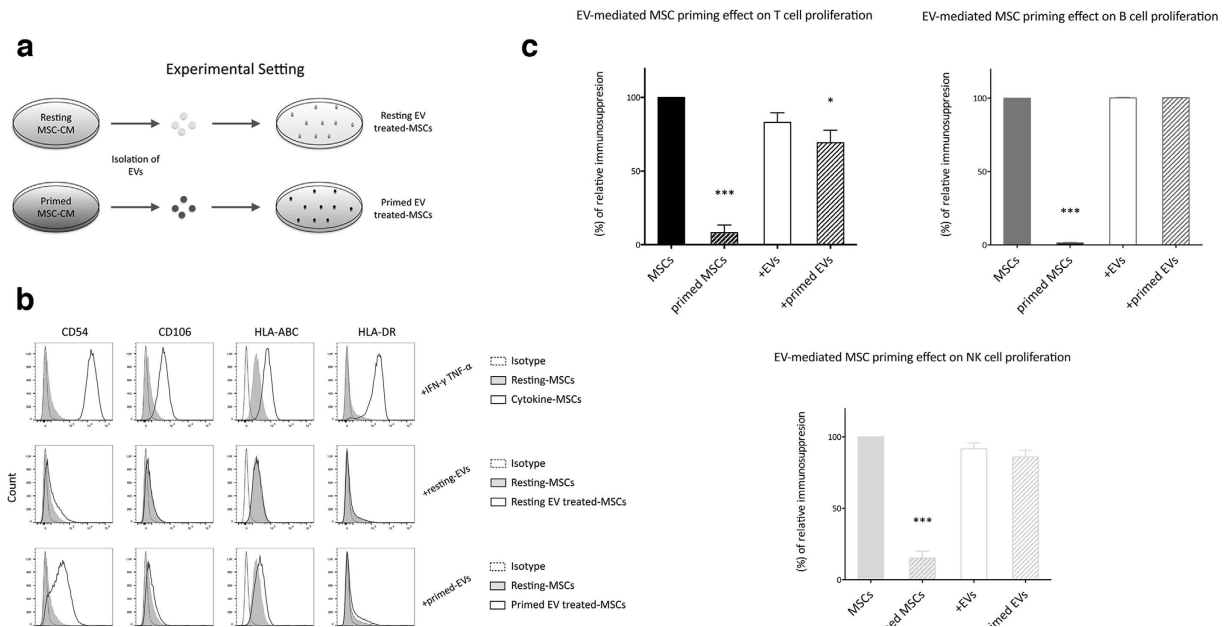 a
Experimental Setting
Resting
MSC-CM
Isolation of
EVs
Resting EV
treated-MSCs
Primed
MSC-CM
Primed EV
treated-MSCs
b
CD54
CD106
HLA-ABC
HLA-DR
Count
+IFN-γ TNF-α
Isotype
Resting-MSCs
Cytokine-MSCs
+resting-EVs
Isotype
Resting-MSCs
Resting EV treated-MSCs
+primed-EVs
Isotype
Resting-MSCs
Primed EV treated-MSCs
c
EV-mediated MSC priming effect on T cell proliferation
(%) of relative immunosuppresion
100
50
0
***
*
MSCs
primed MSCs
+EVs
+primed EVs
EV-mediated MSC priming effect on B cell proliferation
(%) of relative immunosuppresion
100
50
0
***
MSCs
primed MSCs
+EVs
+primed EVs
EV-mediated MSC priming effect on NK cell proliferation
(%) of relative immunosuppresion
100
50
0
***
MSCs
MSCs
+EVs
EVs